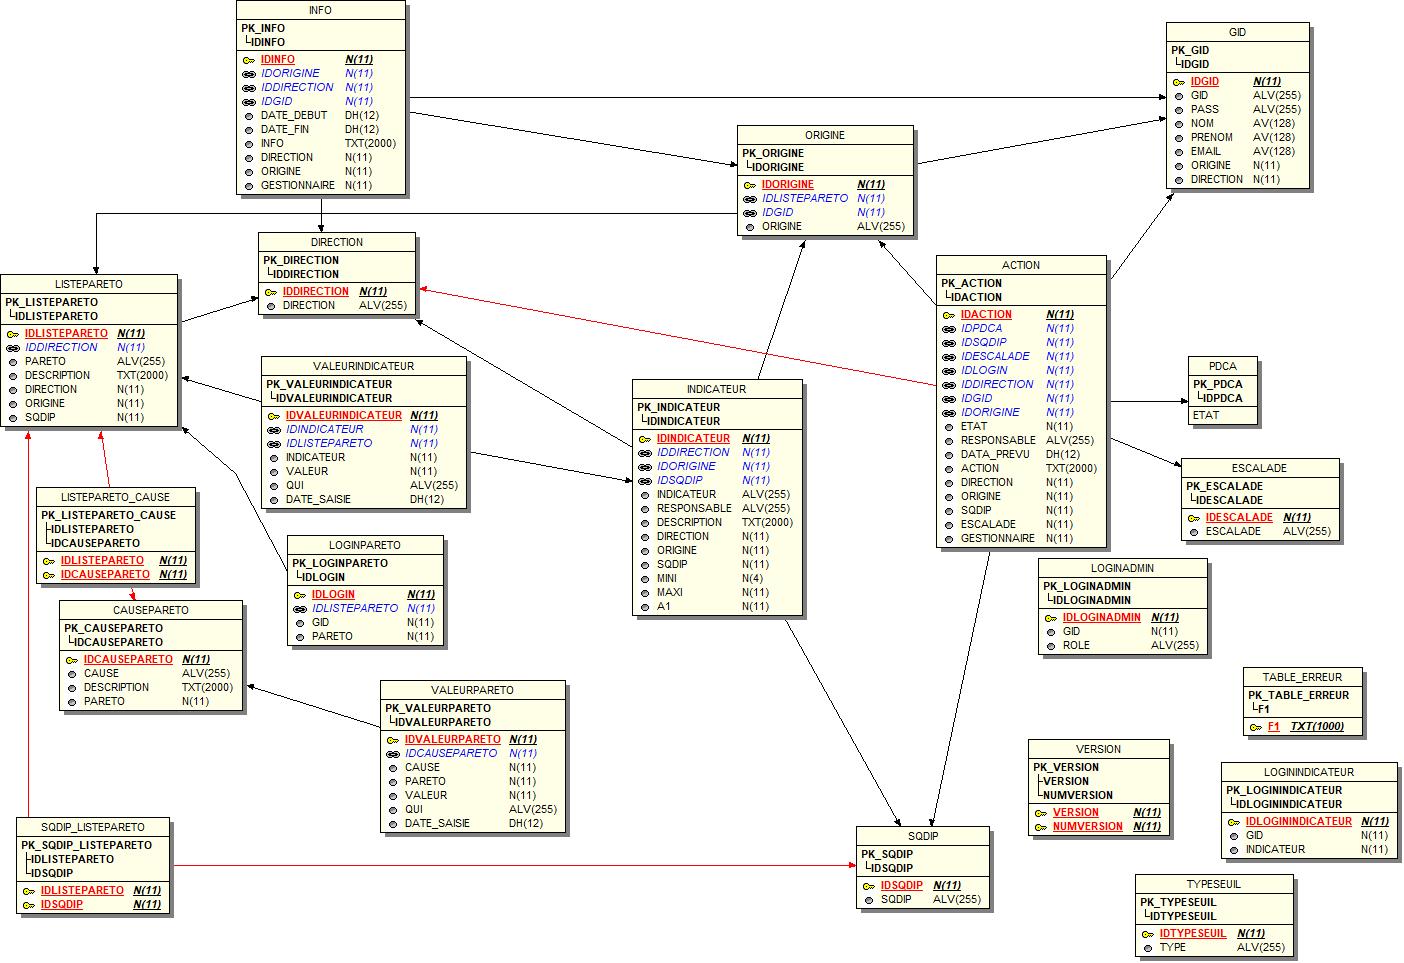 INFO
PK_INFO
IDINFO
IDINFO N(11)
IDORIGINE N(11)
IDDIRECTION N(11)
IDGID N(11)
DATE_DEBUT DH(12)
DATE_FIN DH(12)
INFO TXT(2000)
DIRECTION N(11)
ORIGINE N(11)
GESTIONNAIRE N(11)
GID
PK_GID
IDGID
IDGID N(11)
GID ALV(255)
PASS ALV(255)
NOM AV(128)
PRENOM AV(128)
EMAIL AV(128)
ORIGINE N(11)
DIRECTION N(11)
ORIGINE
PK_ORIGINE
IDORIGINE
IDORIGINE N(11)
IDLISTEPARETO N(11)
IDGID N(11)
ORIGINE ALV(255)
DIRECTION
PK_DIRECTION
IDDIRECTION
IDDIRECTION N(11)
DIRECTION ALV(255)
LISTEPARETO
PK_LISTEPARETO
IDLISTEPARETO
IDLISTEPARETO N(11)
IDDIRECTION N(11)
PARETO ALV(255)
DESCRIPTION TXT(2000)
DIRECTION N(11)
ORIGINE N(11)
SQDIP N(11)
ACTION
PK_ACTION
IDACTION
IDACTION N(11)
IDPDCA N(11)
IDSQDIP N(11)
IDESCALADE N(11)
IDLOGIN N(11)
IDDIRECTION N(11)
IDGID N(11)
IDORIGINE N(11)
ETAT N(11)
RESPONSABLE ALV(255)
DATA_PREVU DH(12)
ACTION TXT(2000)
DIRECTION N(11)
ORIGINE N(11)
SQDIP N(11)
ESCALADE N(11)
GESTIONNAIRE N(11)
VALEURINDICATEUR
PK_VALEURINDICATEUR
IDVALEURINDICATEUR
IDVALEURINDICATEUR N(11)
IDINDICATEUR N(11)
IDLISTEPARETO N(11)
INDICATEUR N(11)
VALEUR N(11)
QUI ALV(255)
DATE_SAISIE DH(12)
INDICATEUR
PK_INDICATEUR
IDINDICATEUR
IDINDICATEUR N(11)
IDDIRECTION N(11)
IDORIGINE N(11)
IDSQDIP N(11)
INDICATEUR ALV(255)
RESPONSABLE ALV(255)
DESCRIPTION TXT(2000)
DIRECTION N(11)
ORIGINE N(11)
SQDIP N(11)
MINI N(4)
MAXI N(11)
A1 N(11)
PDCA
PK_PDCA
IDPDCA
ETAT
ESCALADE
PK_ESCALADE
IDESCALADE
IDESCALADE N(11)
ESCALADE ALV(255)
LISTEPARETO_CAUSE
PK_LISTEPARETO_CAUSE
IDLISTEPARETO
IDCAUSEPARETO
IDLISTEPARETO N(11)
IDCAUSEPARETO N(11)
LOGINPARETO
PK_LOGINPARETO
IDLOGIN
IDLOGIN N(11)
IDLISTEPARETO N(11)
GID N(11)
PARETO N(11)
LOGINADMIN
PK_LOGINADMIN
IDLOGINADMIN
IDLOGINADMIN N(11)
GID N(11)
ROLE ALV(255)
CAUSEPARETO
PK_CAUSEPARETO
IDCAUSEPARETO
IDCAUSEPARETO N(11)
CAUSE ALV(255)
DESCRIPTION TXT(2000)
PARETO N(11)
VALEURPARETO
PK_VALEURPARETO
IDVALEURPARETO
IDVALEURPARETO N(11)
IDCAUSEPARETO N(11)
CAUSE N(11)
PARETO N(11)
VALEUR N(11)
QUI ALV(255)
DATE_SAISIE DH(12)
TABLE_ERREUR
PK_TABLE_ERREUR
F1
F1 TXT(1000)
VERSION
PK_VERSION
VERSION
NUMVERSION
VERSION N(11)
NUMVERSION N(11)
LOGININDICATEUR
PK_LOGININDICATEUR
IDLOGININDICATEUR
IDLOGININDICATEUR N(11)
GID N(11)
INDICATEUR N(11)
SQDIP_LISTEPARETO
PK_SQDIP_LISTEPARETO
IDLISTEPARETO
IDSQDIP
IDLISTEPARETO N(11)
IDSQDIP N(11)
SQDIP
PK_SQDIP
IDSQDIP
IDSQDIP N(11)
SQDIP ALV(255)
TYPESEUIL
PK_TYPESEUIL
IDTYPESEUIL
IDTYPESEUIL N(11)
TYPE ALV(255)